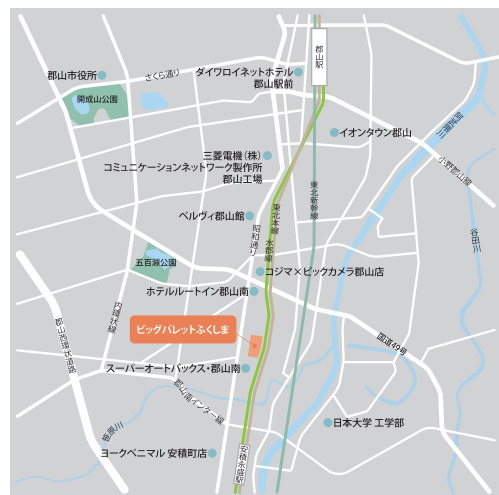 郡山駅
郡山市役所
さくら通り
ダイワロイネットホテル
郡山駅前
開成山公園
イオンタウン郡山
阿武隈川
三菱電機（株）
コミュニケーションネットワーク製作所
郡山工場
小野郡山線
東北新幹線
ベルヴィ郡山館
東北本線
水郡線
昭和通り
谷田川
五百淵公園
コジマ×ビックカメラ郡山店
ホテルルートイン郡山南
内環状線
郡山西環状道路
ビッグパレットふくしま
国道49号
スーパーオートバックス・郡山南
郡山南インター線
笹原川
日本大学 工学部
ヨークベニマル 安積町店
安積永盛駅